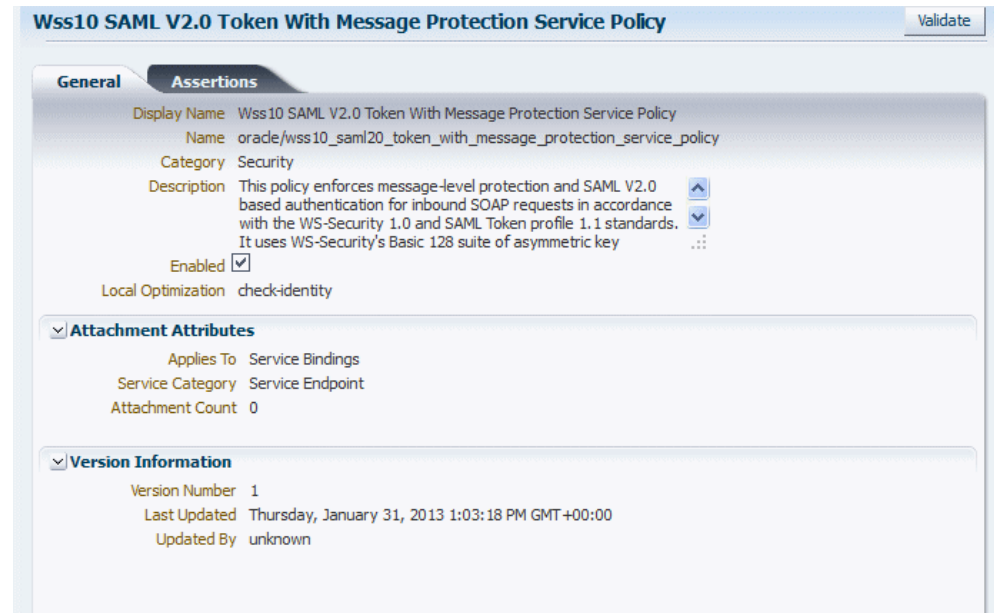 Wss10 SAML V2.0 Token With Message Protection Service Policy
Validate
General
Assertions
Display Name Wss10 SAML V2.0 Token With Message Protection Service Policy
Name oracle/wss10_saml20_token_with_message_protection_service_policy
Category Security
Description This policy enforces message-level protection and SAML V2.0
based authentication for inbound SOAP requests in accordance
with the WS-Security 1.0 and SAML Token profile 1.1 standards.
It uses WS-Security's Basic 128 suite of asymmetric key
Enabled
Local Optimization check-identity
Attachment Attributes
Applies To Service Bindings
Service Category Service Endpoint
Attachment Count 0
Version Information
Version Number 1
Last Updated Thursday, January 31, 2013 1:03:18 PM GMT+00:00
Updated By unknown